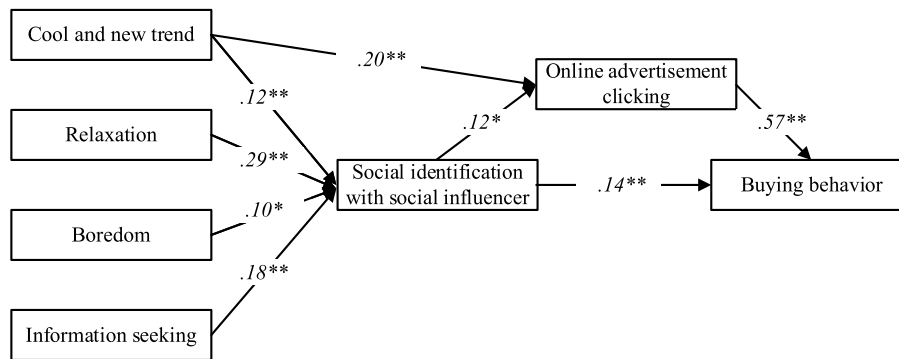 Cool and new trend
.20**
Online advertisement
clicking
.12**
.12*
.57**
Relaxation
.29**
Social identification
with social influencer
.14**
Buying behavior
.10*
Boredom
.18**
Information seeking